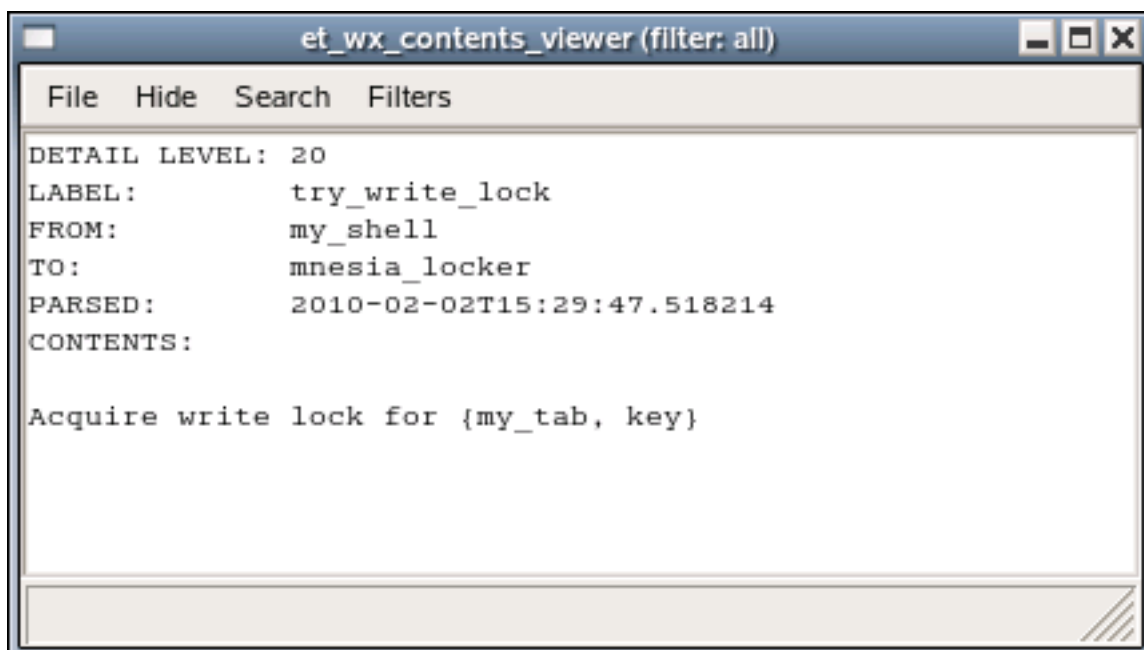 et_wx_contents_viewer (filter: all)
File Hide Search Filters
DETAIL LEVEL: 20
LABEL: try_write_lock
FROM: my_shell
TO: mnesia_locker
PARSED: 2010-02-02T15:29:47.518214
CONTENTS:
Acquire write lock for {my_tab, key}